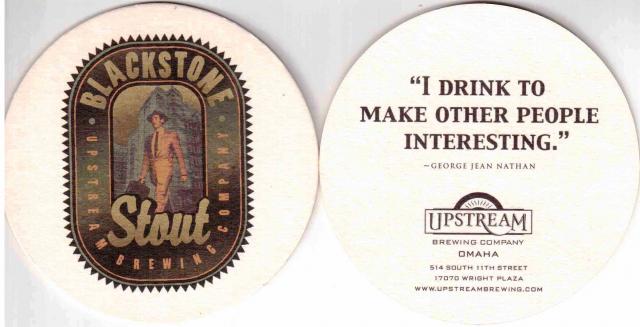 BLACKSTONE
Stout
UPSTREAM BREWING COMPANY
"I DRINK TO
MAKE OTHER PEOPLE
INTERESTING."
~GEORGE JEAN NATHAN
UPSTREAM
BREWING COMPANY
OMAHA
514 SOUTH 11TH STREET
17070 WRIGHT PLAZA
WWW.UPSTREAMBREWING.COM